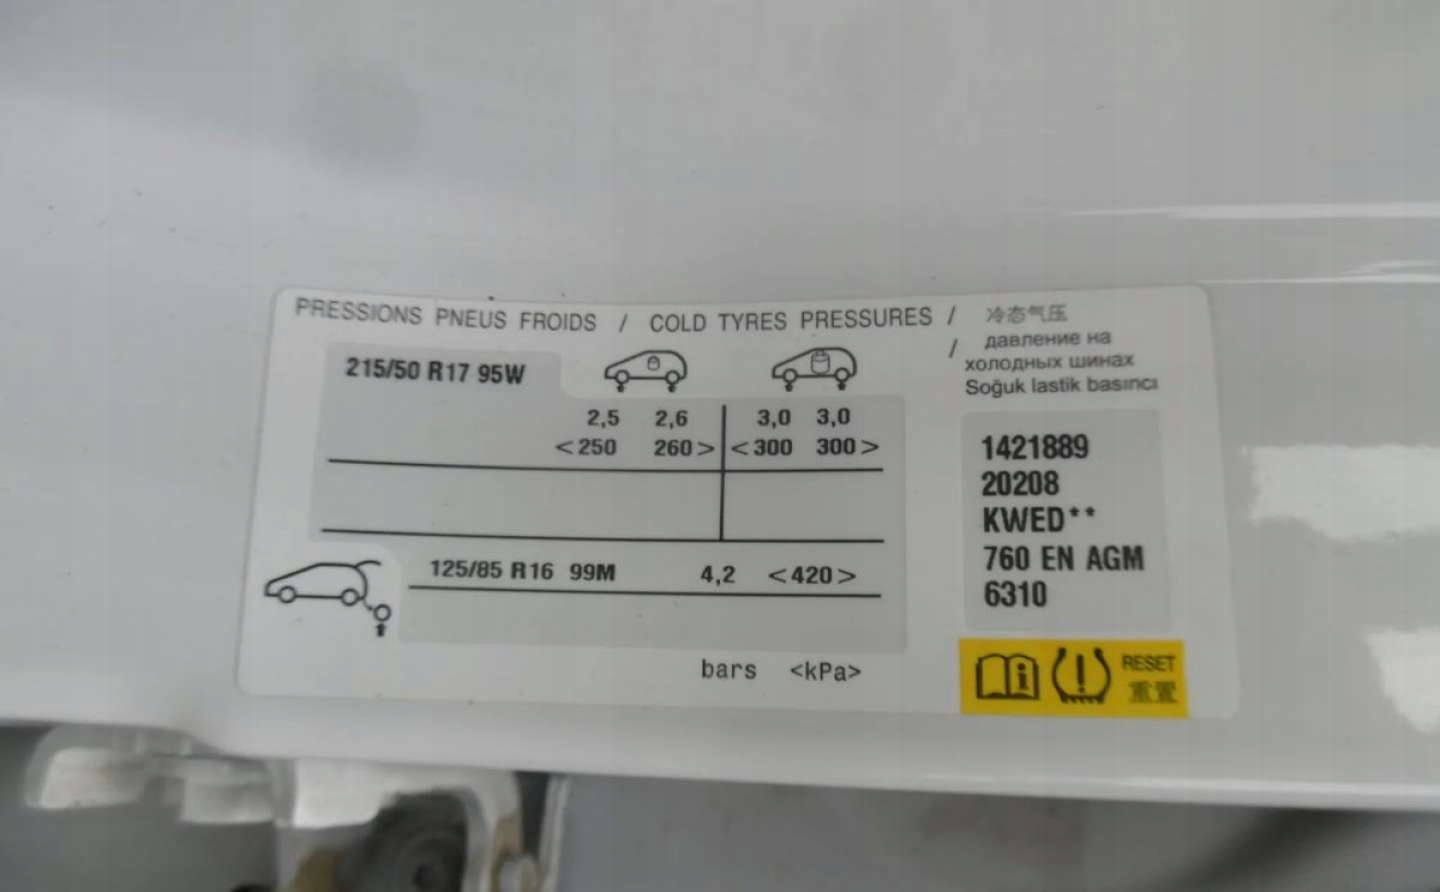 PRESSIONS PNEUS FROIDS / COLD TYRES PRESSURES / 冷态气压
/ давление на
холодных шинах
Soğuk lastik basıncı
215/50 R17 95W
2,5 2,6 3,0 3,0
<250 260> <300 300>
125/85 R16 99M 4,2 <420>
bars <kPa>
1421889
20208
KWED**
760 EN AGM
6310
RESET
重置